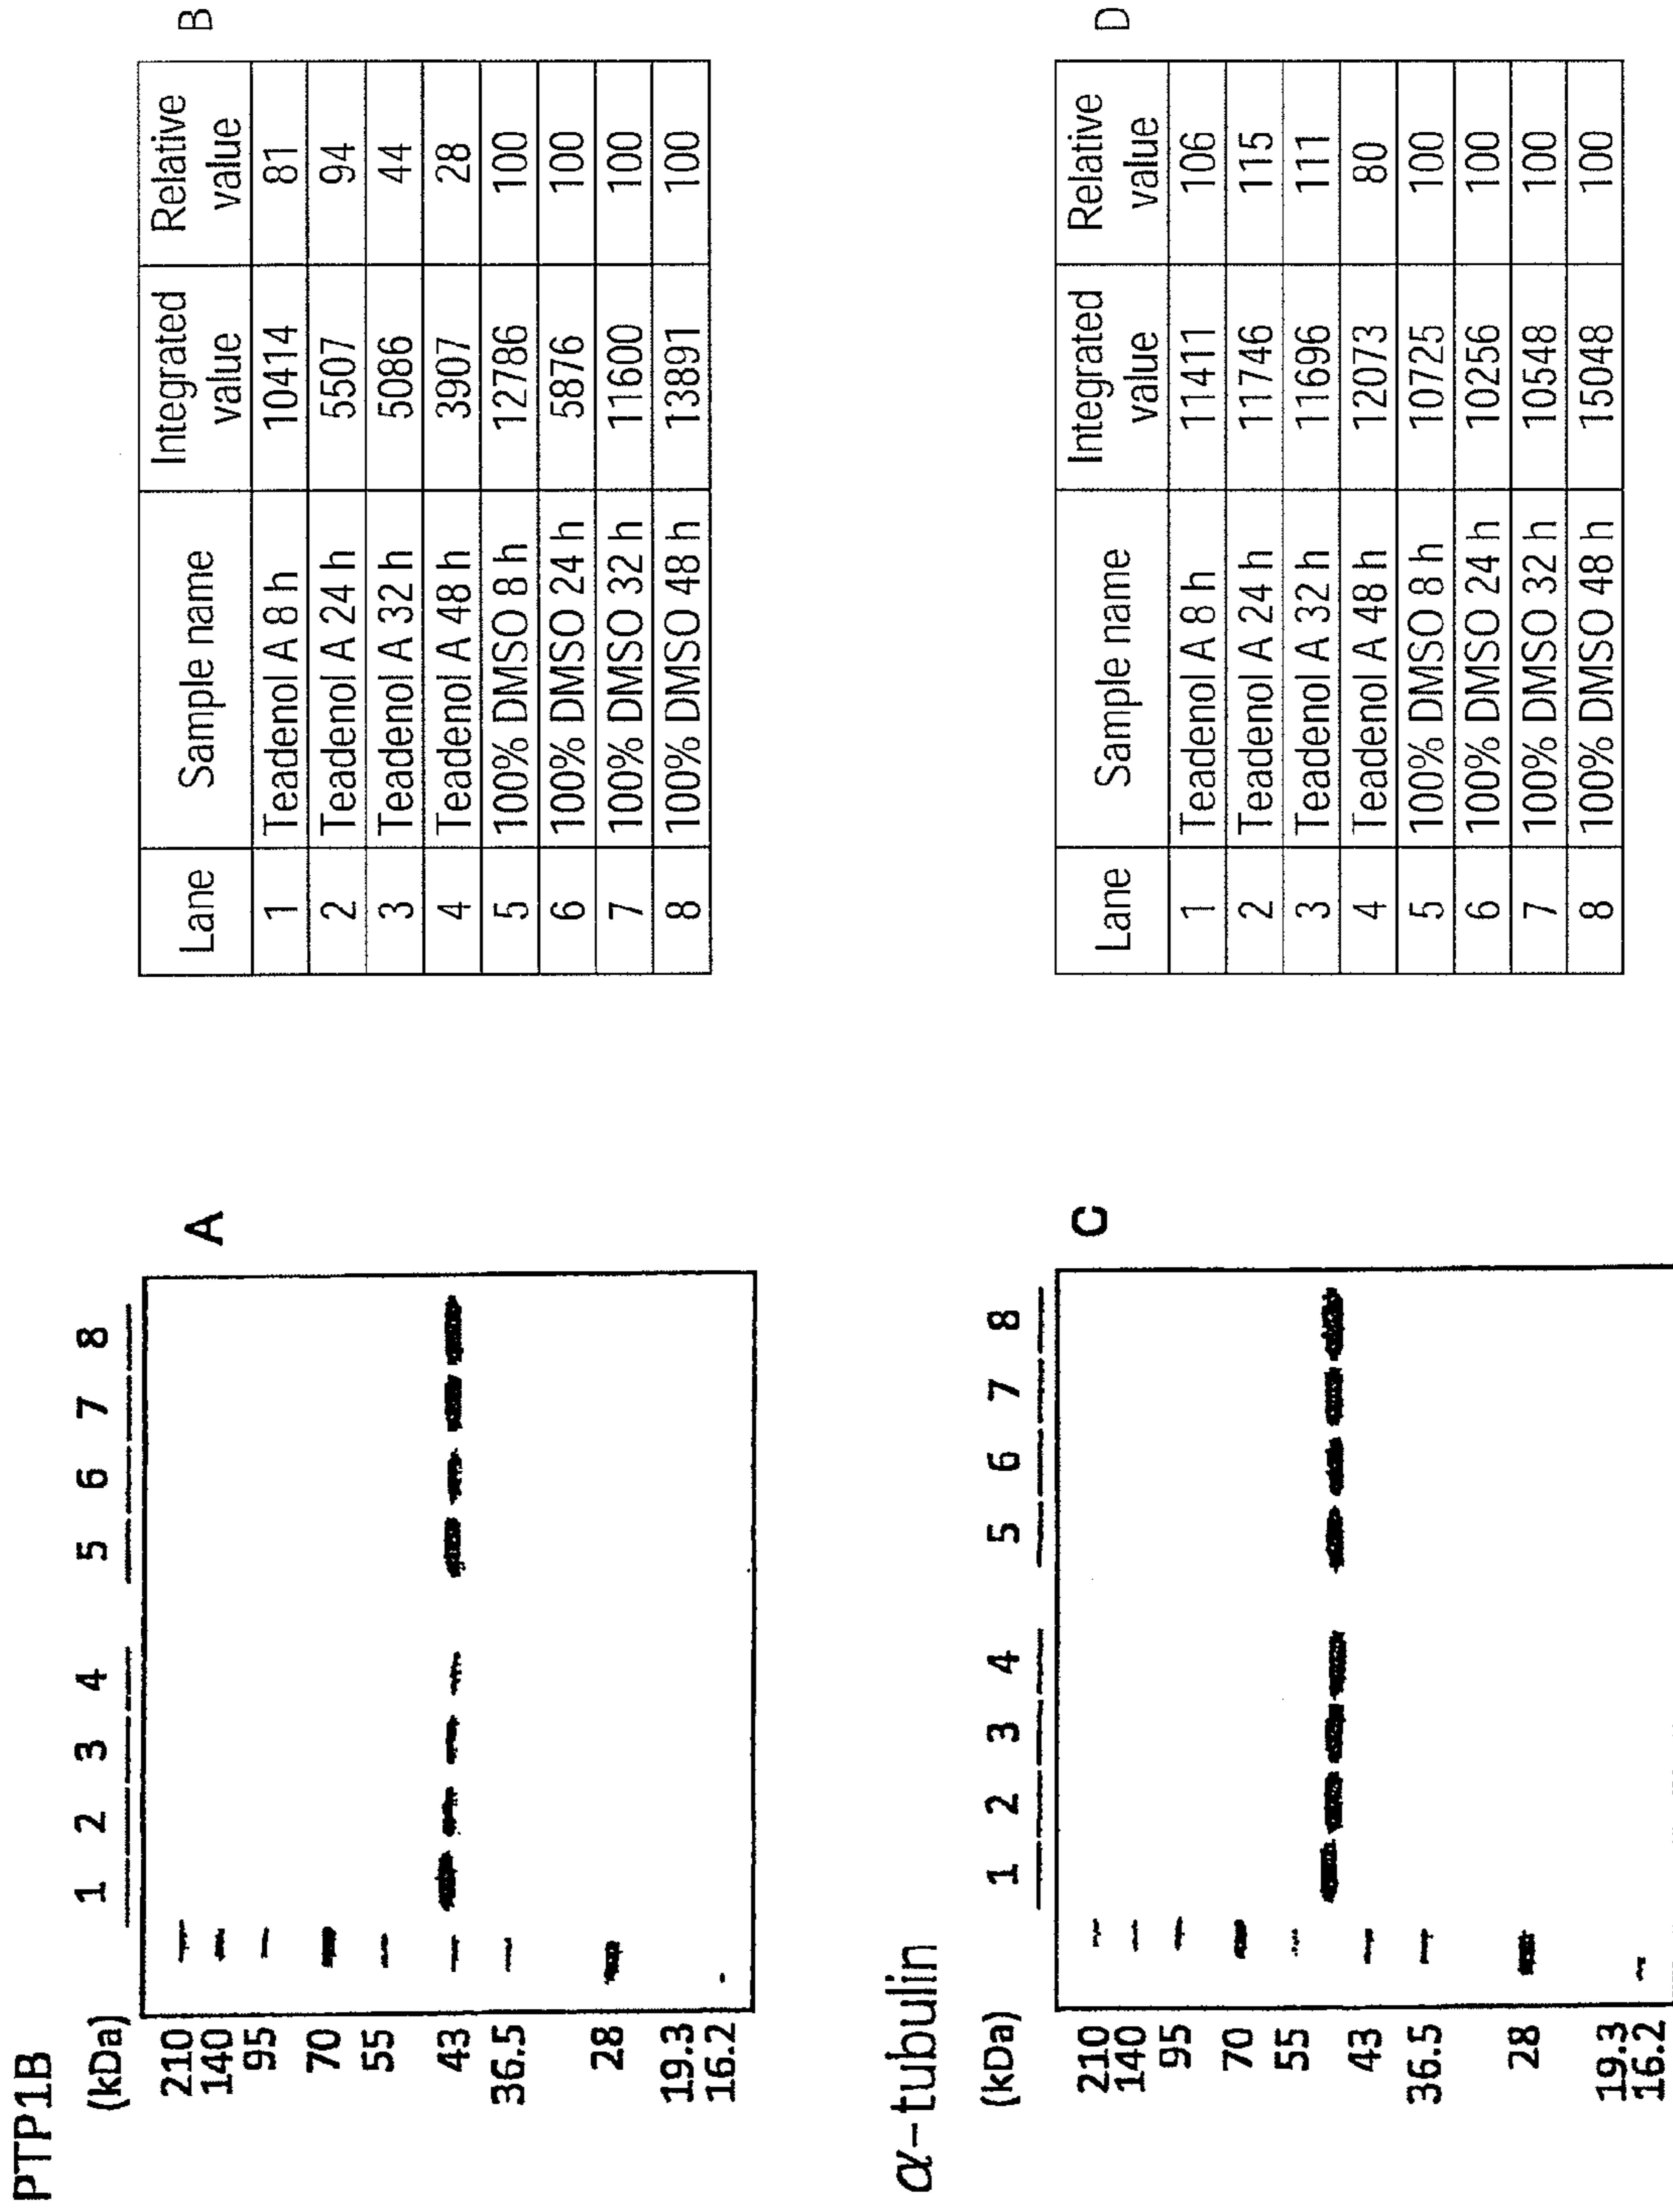 PTP1B
(kDa) 1 2 3 4 5 6 7 8
210
140
95
70
55
43
36.5
28
19.3
16.2
A
B
Lane Sample name Integrated value Relative value
1 Teadenol A 8 h 10414 81
2 Teadenol A 24 h 5507 94
3 Teadenol A 32 h 5086 44
4 Teadenol A 48 h 3907 28
5 100% DMSO 8 h 12786 100
6 100% DMSO 24 h 5876 100
7 100% DMSO 32 h 11600 100
8 100% DMSO 48 h 13891 100
α-tubulin
(kDa) 1 2 3 4 5 6 7 8
210
140
95
70
55
43
36.5
28
19.3
16.2
C
D
Lane Sample name Integrated value Relative value
1 Teadenol A 8 h 11411 106
2 Teadenol A 24 h 11746 115
3 Teadenol A 32 h 11696 111
4 Teadenol A 48 h 12073 80
5 100% DMSO 8 h 10725 100
6 100% DMSO 24 h 10256 100
7 100% DMSO 32 h 10548 100
8 100% DMSO 48 h 15048 100